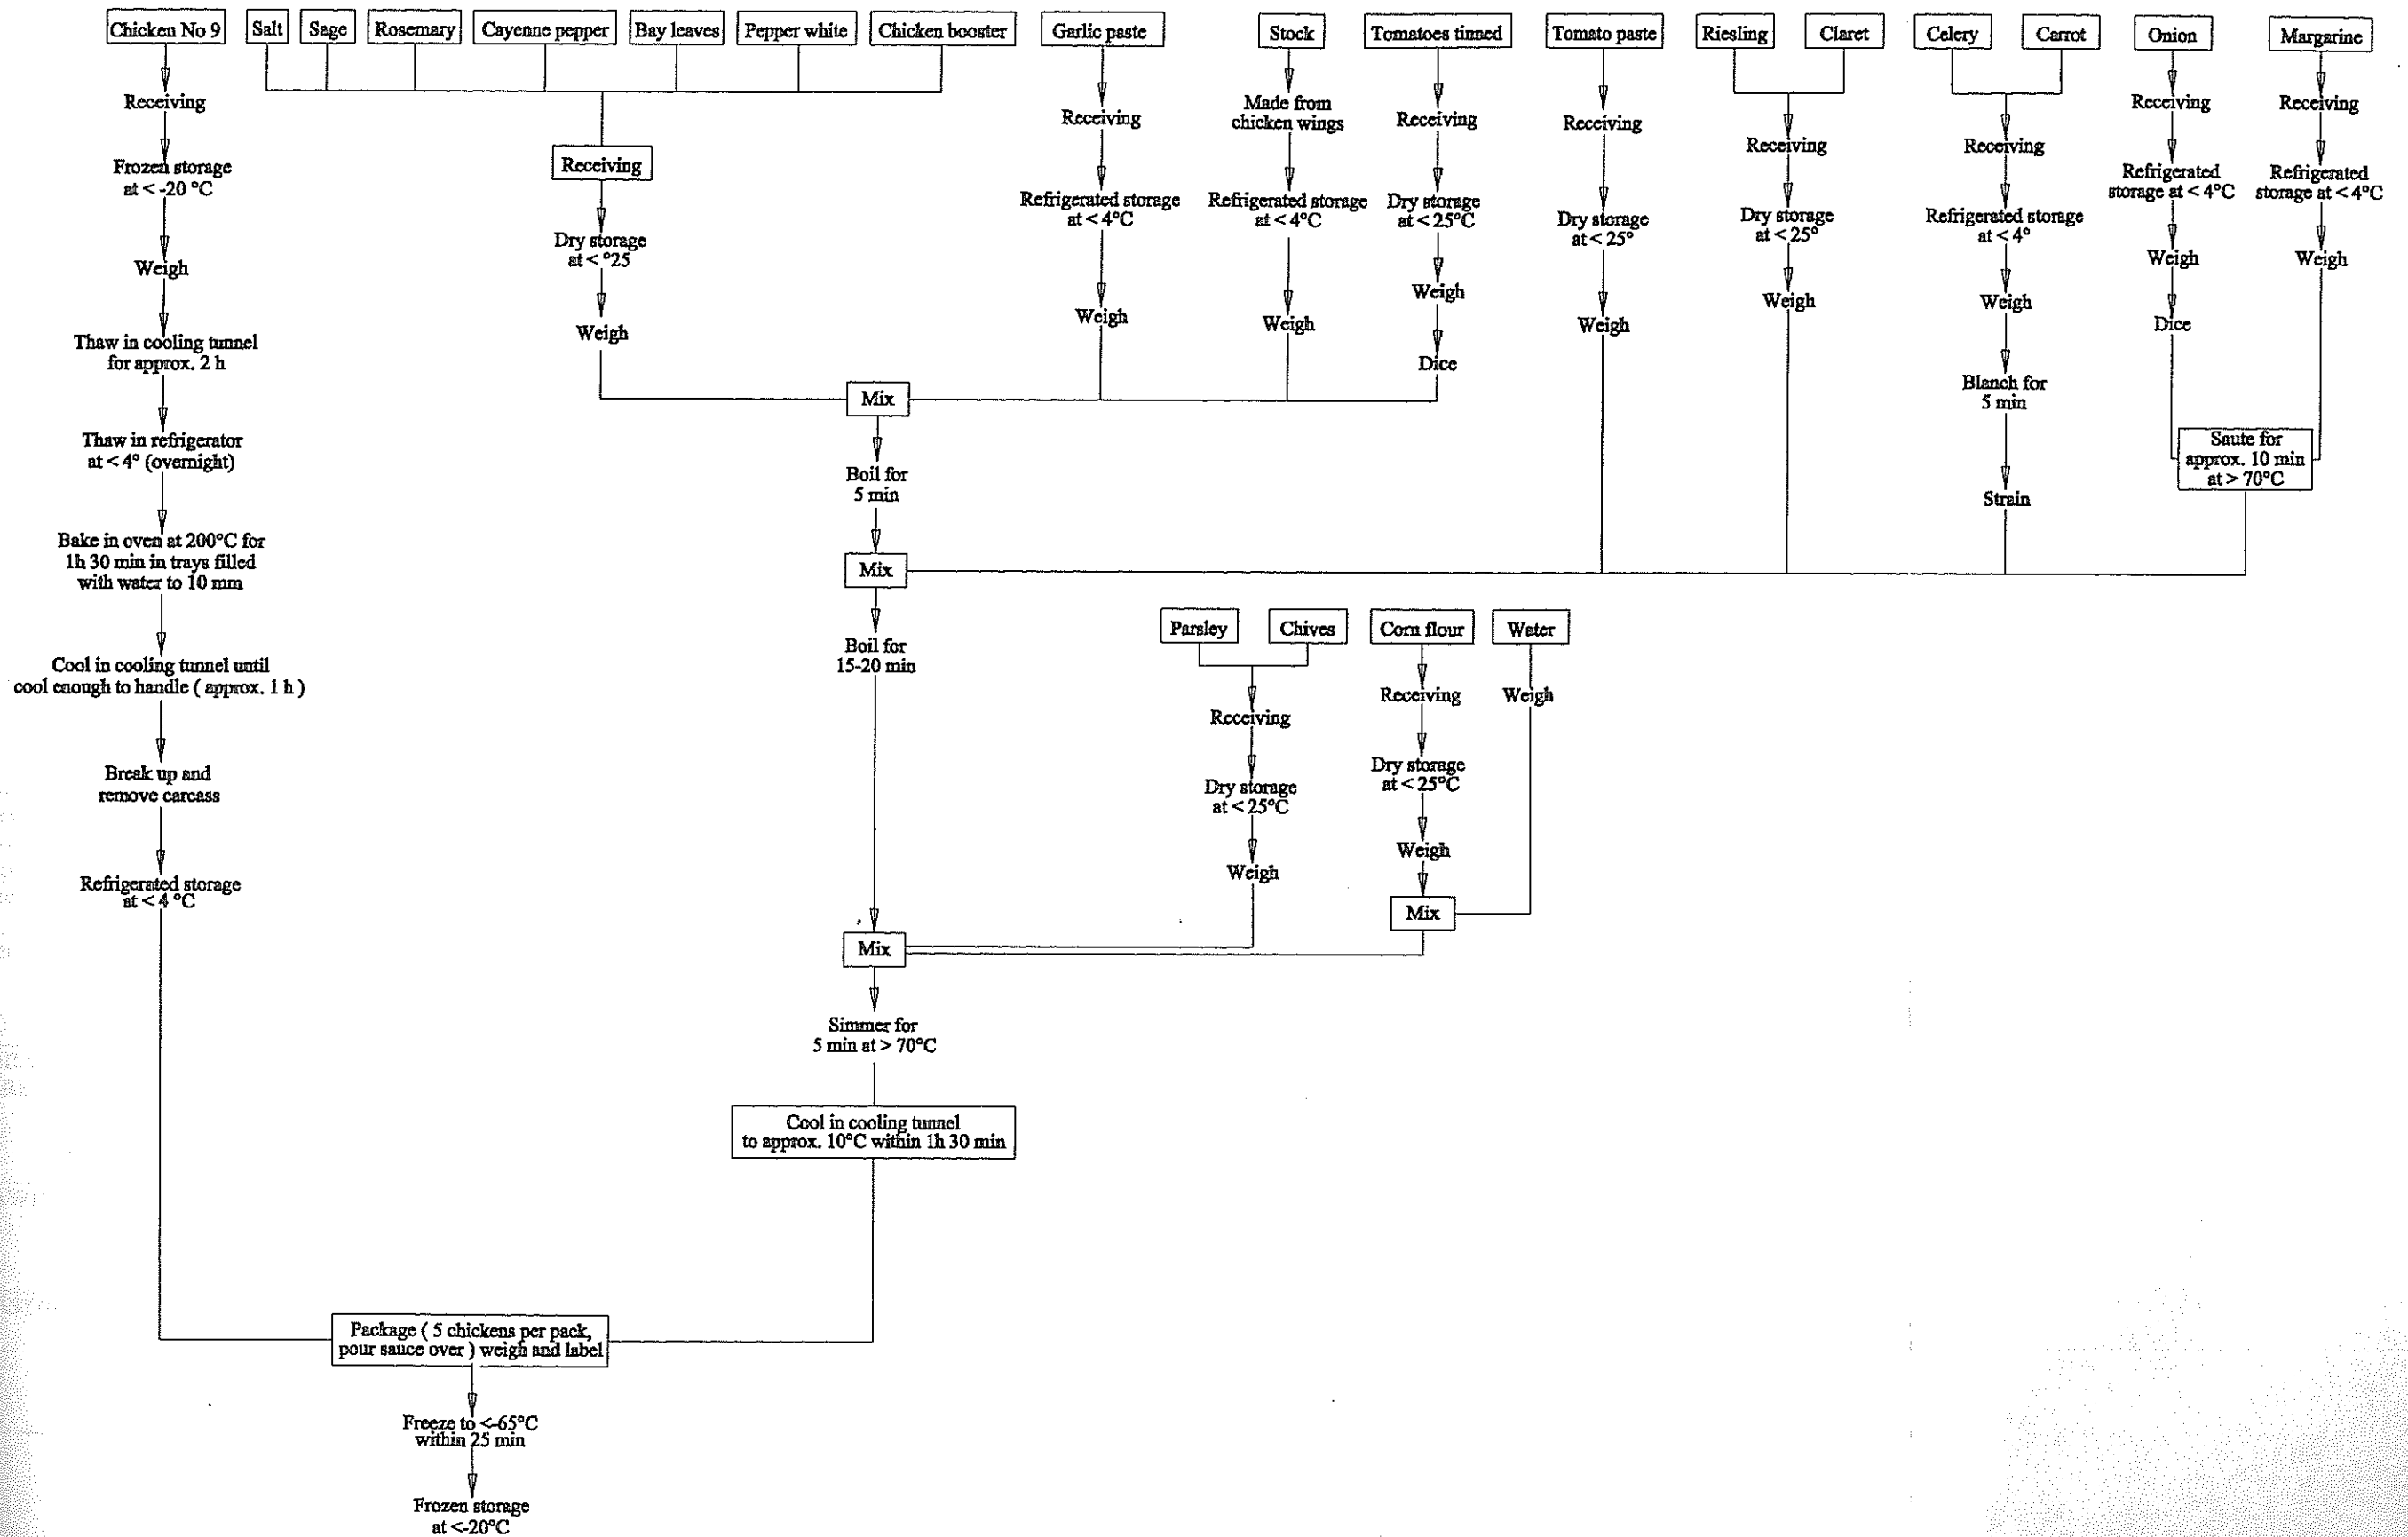 Chicken No 9
Salt
Sage
Rosemary
Cayenne pepper
Bay leaves
Pepper white
Chicken booster
Garlic paste
Stock
Tomatoes tinned
Tomato paste
Riesling
Claret
Celery
Carrot
Onion
Margarine
Receiving
Frozen storage
at < -20 °C
Weigh
Thaw in cooling tunnel
for approx. 2 h
Thaw in refrigerator
at < 4° (overnight)
Bake in oven at 200°C for
1h 30 min in trays filled
with water to 10 mm
Cool in cooling tunnel until
cool enough to handle ( approx. 1 h )
Break up and
remove carcass
Refrigerated storage
at < 4 °C
Receiving
Dry storage
at < °25
Weigh
Receiving
Refrigerated storage
at < 4°C
Weigh
Made from
chicken wings
Refrigerated storage
at < 4°C
Weigh
Receiving
Dry storage
at < 25°C
Weigh
Dice
Receiving
Dry storage
at < 25°
Weigh
Receiving
Dry storage
at < 25°
Weigh
Receiving
Refrigerated storage
at < 4°
Weigh
Blanch for
5 min
Strain
Receiving
Refrigerated
storage at < 4°C
Weigh
Dice
Receiving
Refrigerated
storage at < 4°C
Weigh
Saute for
approx. 10 min
at > 70°C
Mix
Boil for
5 min
Mix
Boil for
15-20 min
Parsley
Chives
Corn flour
Water
Receiving
Dry storage
at < 25°C
Weigh
Receiving
Dry storage
at < 25°C
Weigh
Weigh
Mix
Mix
Simmer for
5 min at > 70°C
Cool in cooling tunnel
to approx. 10°C within 1h 30 min
Package ( 5 chickens per pack,
pour sauce over ) weigh and label
Freeze to <-65°C
within 25 min
Frozen storage
at <-20°C